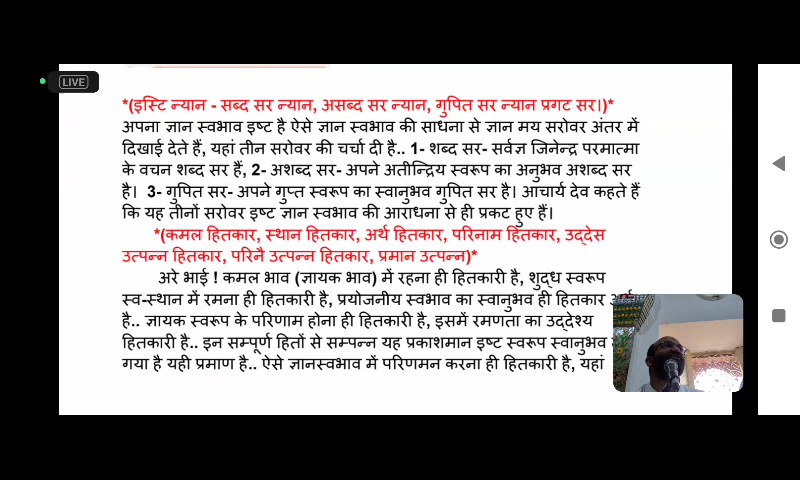 LIVE
*(इस्टि न्यान - सब्द सर न्यान, असब्द सर न्यान, गुपित सर न्यान प्रगट सर।)*
अपना ज्ञान स्वभाव इष्ट है ऐसे ज्ञान स्वभाव की साधना से ज्ञान मय सरोवर अंतर में
दिखाई देते हैं, यहां तीन सरोवर की चर्चा दी है.. 1- शब्द सर- सर्वज्ञ जिनेन्द्र परमात्मा
के वचन शब्द सर हैं, 2- अशब्द सर- अपने अतीन्द्रिय स्वरूप का अनुभव अशब्द सर
है। 3- गुपित सर- अपने गुप्त स्वरूप का स्वानुभव गुपित सर है। आचार्य देव कहते हैं
कि यह तीनों सरोवर इष्ट ज्ञान स्वभाव की आराधना से ही प्रकट हुए हैं।
*(कमल हितकार, स्थान हितकार, अर्थ हितकार, परिनाम हितकार, उद्देस
उत्पन्न हितकार, परिनै उत्पन्न हितकार, प्रमान उत्पन्न)*
अरे भाई ! कमल भाव (ज्ञायक भाव) में रहना ही हितकारी है, शुद्ध स्वरूप
स्व-स्थान में रमना ही हितकारी है, प्रयोजनीय स्वभाव का स्वानुभव ही हितकार
है.. ज्ञायक स्वरूप के परिणाम होना ही हितकारी है, इसमें रमणता का उद्देश्य
हितकारी है.. इन सम्पूर्ण हितों से सम्पन्न यह प्रकाशमान इष्ट स्वरूप स्वानुभव
गया है यही प्रमाण है.. ऐसे ज्ञानस्वभाव में परिणमन करना ही हितकारी है, यहां